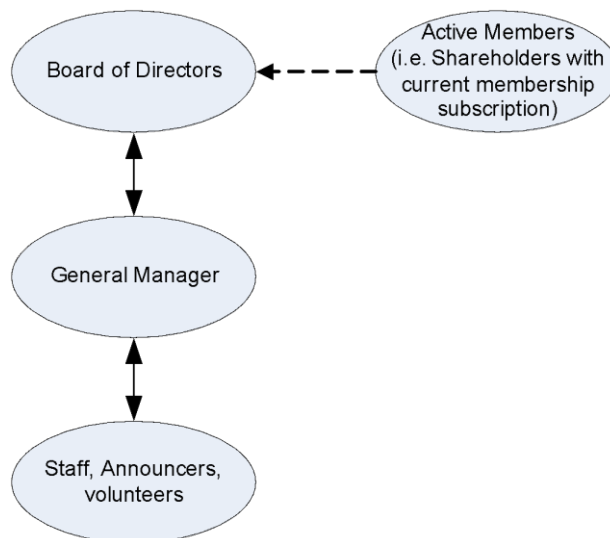 Board of Directors
Active Members
(i.e. Shareholders with
current membership
subscription)
General Manager
Staff, Announcers,
volunteers